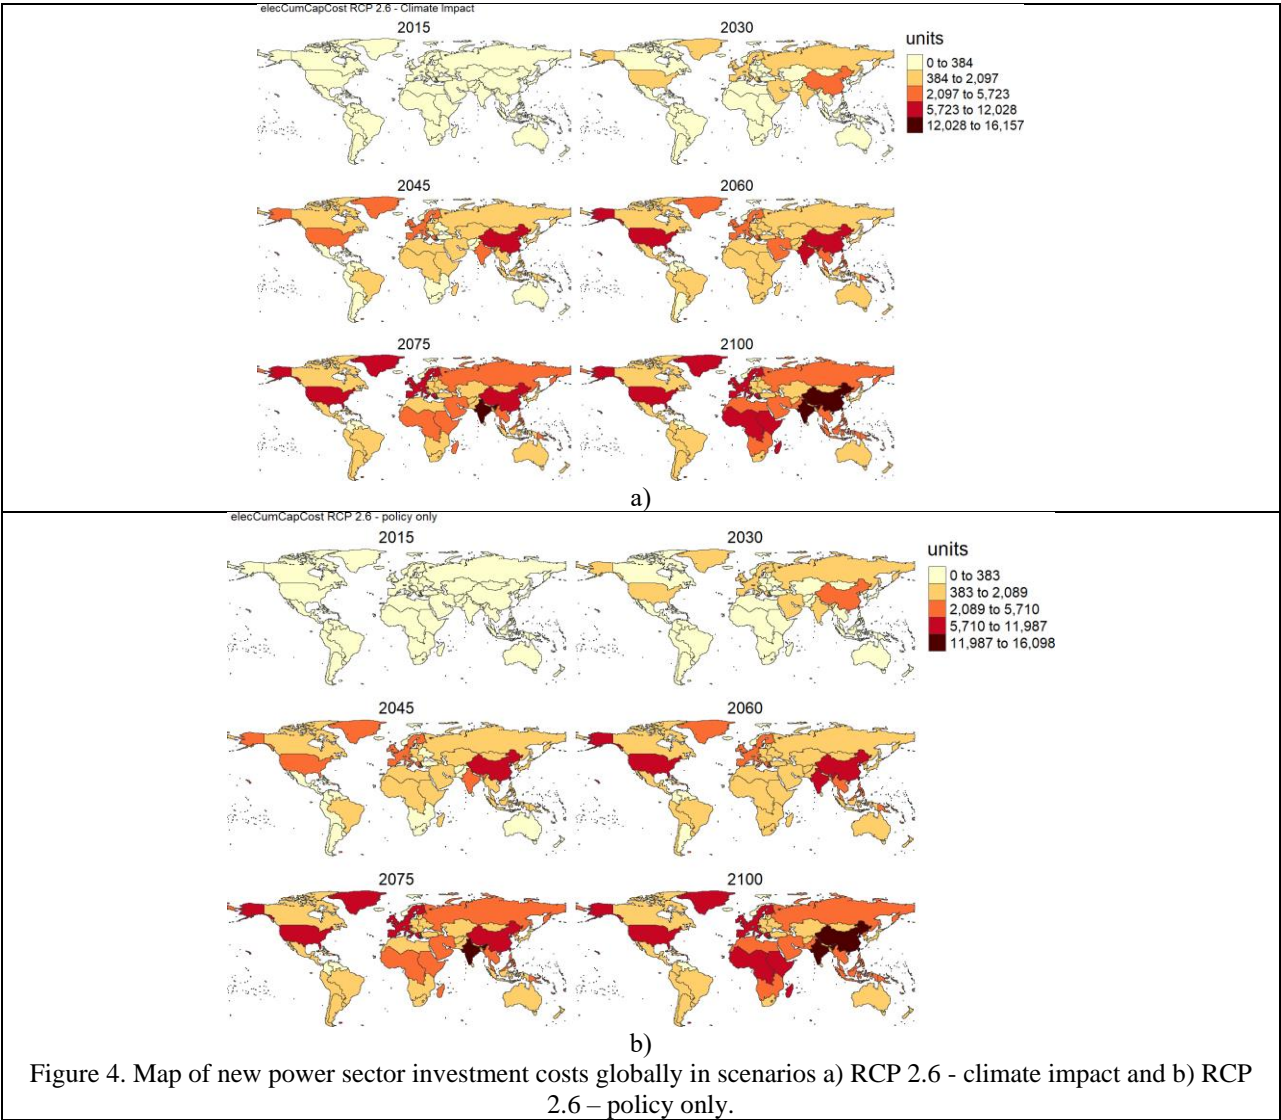 elecCumCapCost RCP 2.6 - Climate Impact
2015
2030
units
0 to 384
384 to 2,097
2,097 to 5,723
5,723 to 12,028
12,028 to 16,157
2045
2060
2075
2100
a)
elecCumCapCost RCP 2.6 - policy only
2015
2030
units
0 to 383
383 to 2,089
2,089 to 5,710
5,710 to 11,987
11,987 to 16,098
2045
2060
2075
2100
b)
Figure 4. Map of new power sector investment costs globally in scenarios a) RCP 2.6 - climate impact and b) RCP
2.6 – policy only.